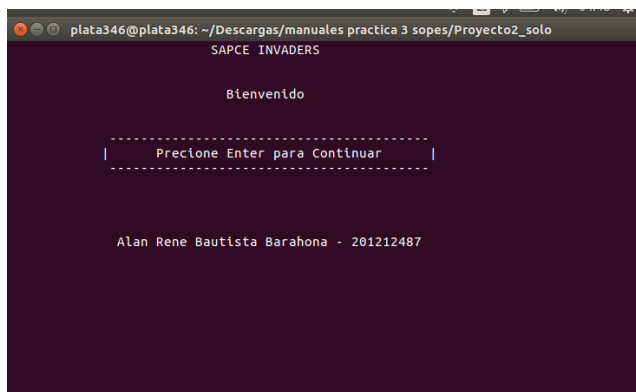 plata346@plata346: ~/Descargas/manuales practica 3 sopes/Proyecto2_solo
SAPCE INVADERS
Bienvenido
-----------------------------------------
| Precione Enter para Continuar |
-----------------------------------------
Alan Rene Bautista Barahona - 201212487